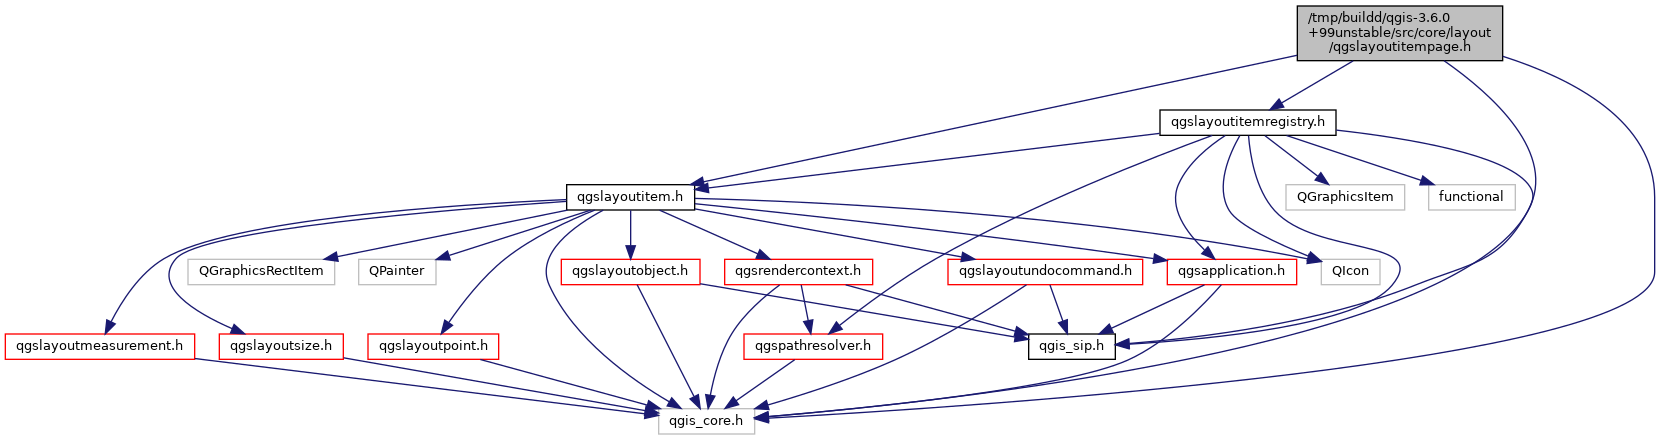 /tmp/buildd/qgis-3.6.0
+99unstable/src/core/layout
/qgslayoutitempage.h
qgslayoutitemregistry.h
qgslayoutitem.h
QGraphicsItem
functional
QGraphicsRectItem
QPainter
qgslayoutobject.h
qgsrendercontext.h
qgslayoutundocommand.h
qgsapplication.h
QIcon
qgslayoutmeasurement.h
qgslayoutsize.h
qgslayoutpoint.h
qgspathresolver.h
qgis_sip.h
qgis_core.h